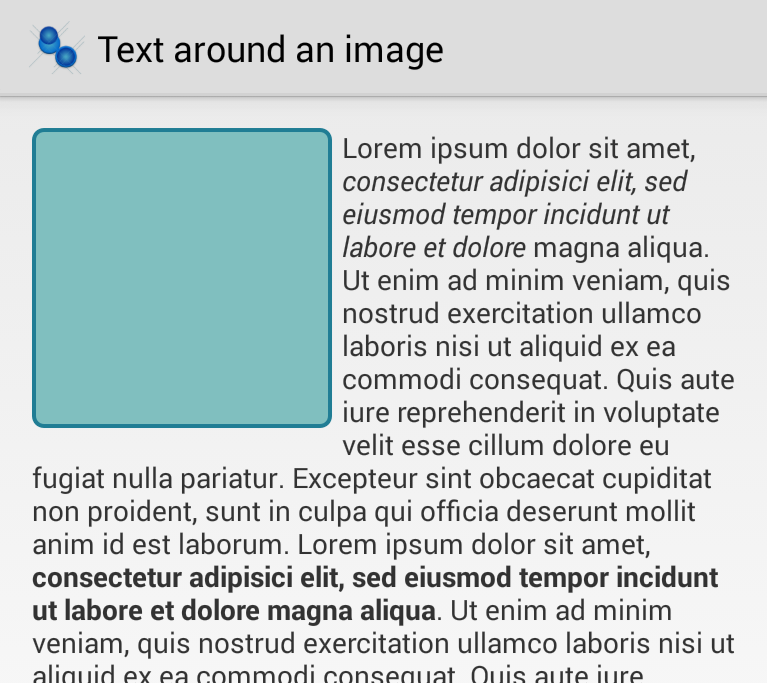 Text around an image
Lorem ipsum dolor sit amet,
consectetur adipisici elit, sed
eiusmod tempor incidunt ut
labore et dolore magna aliqua.
Ut enim ad minim veniam, quis
nostrud exercitation ullamco
laboris nisi ut aliquid ex ea
commodi consequat. Quis aute
iure reprehenderit in voluptate
velit esse cillum dolore eu
fugiat nulla pariatur. Excepteur sint obcaecat cupiditat
non proident, sunt in culpa qui officia deserunt mollit
anim id est laborum. Lorem ipsum dolor sit amet,
consectetur adipisici elit, sed eiusmod tempor incidunt
ut labore et dolore magna aliqua. Ut enim ad minim
veniam, quis nostrud exercitation ullamco laboris nisi ut
aliquid ex ea commodi consequat. Quis aute iure